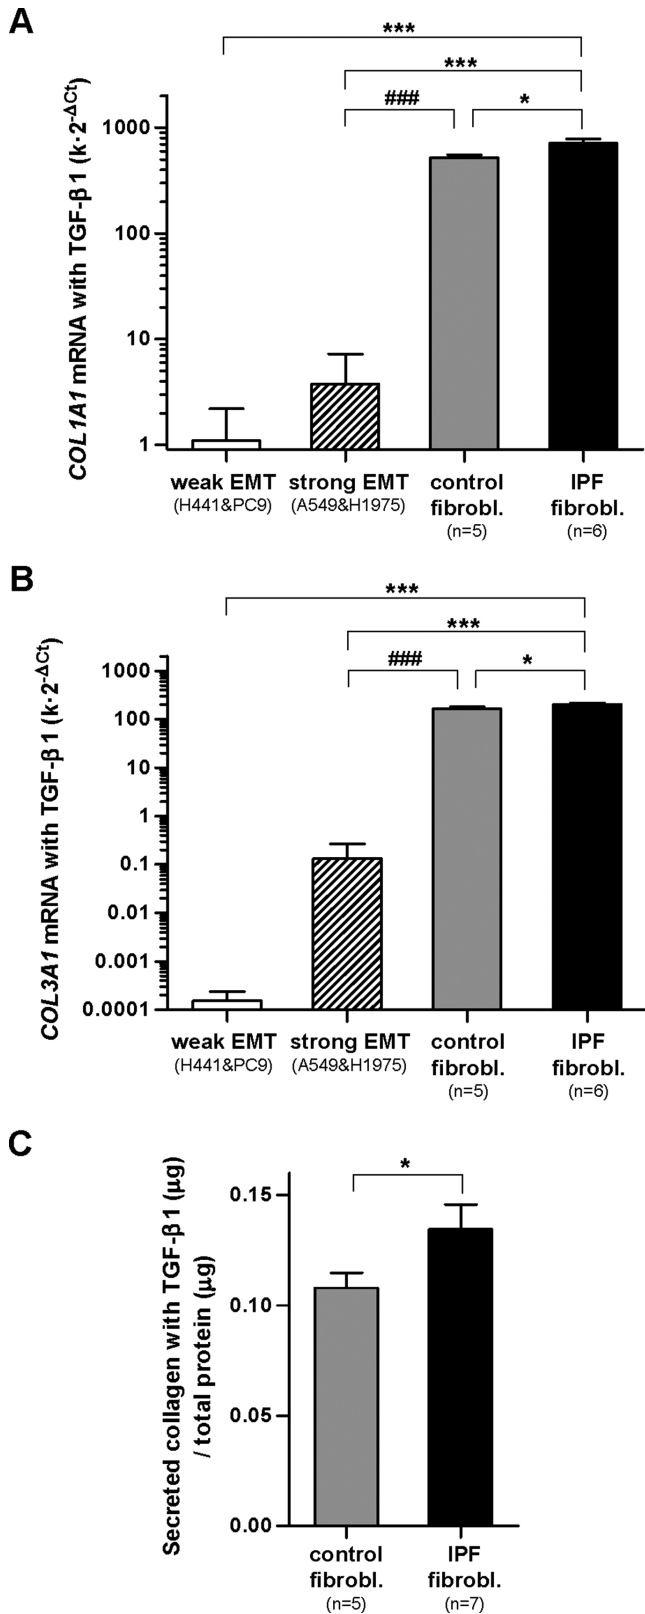 A
***
***
### *
COL1A1 mRNA with TGF-β1 (k·2^-ΔCt)
1000
100
10
1
weak EMT strong EMT control IPF
(H441&PC9) (A549&H1975) fibrobl. fibrobl.
(n=5) (n=6)
B
***
***
### *
COL3A1 mRNA with TGF-β1 (k·2^-ΔCt)
1000
100
10
1
0.1
0.01
0.001
0.0001
weak EMT strong EMT control IPF
(H441&PC9) (A549&H1975) fibrobl. fibrobl.
(n=5) (n=6)
C
*
Secreted collagen with TGF-β1 (µg)
/ total protein (µg)
0.15
0.10
0.05
0.00
control IPF
fibrobl. fibrobl.
(n=5) (n=7)